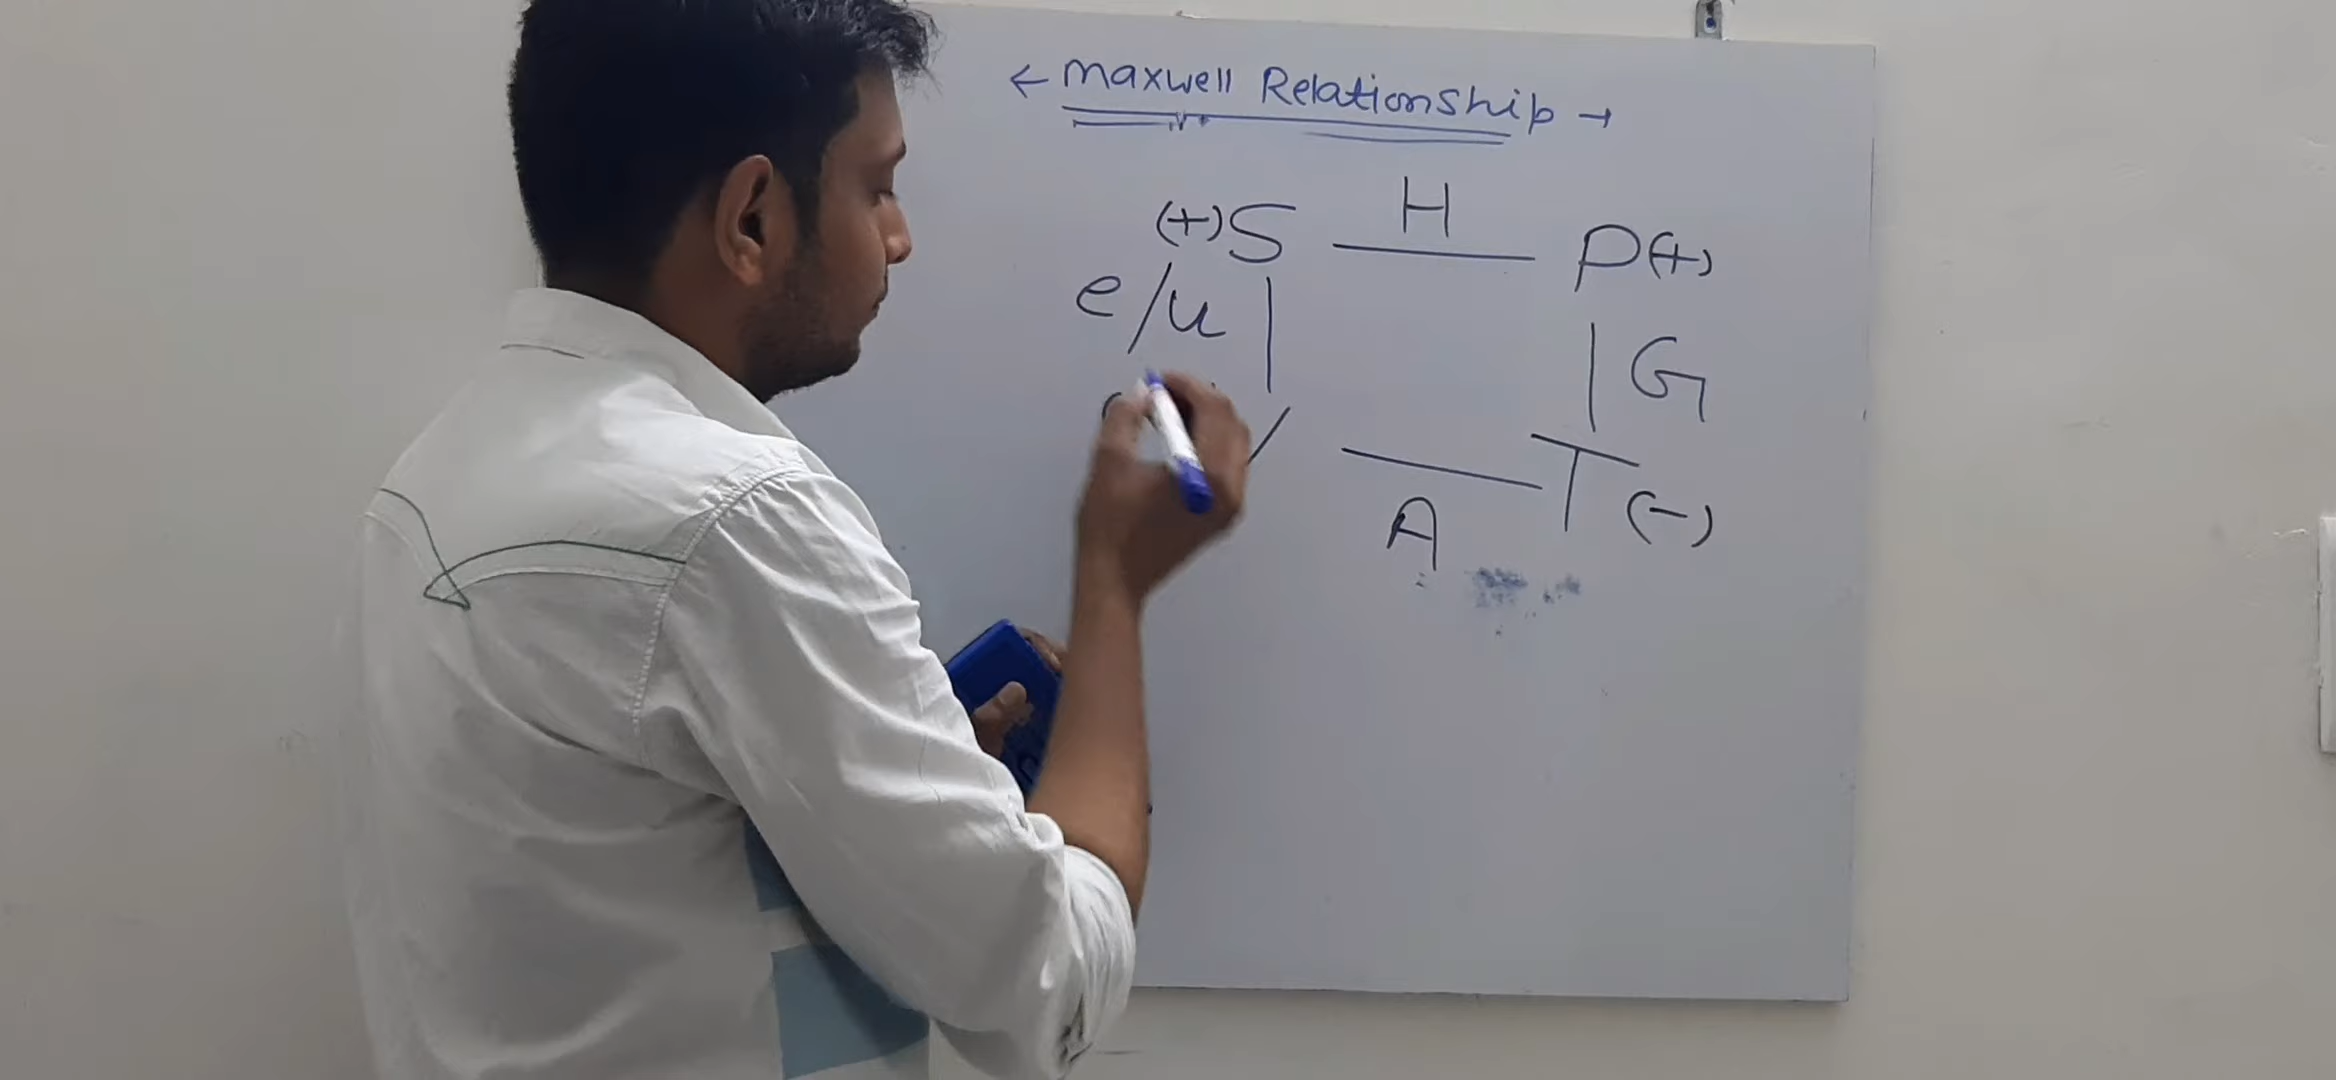 ← Maxwell Relationship →
H
(+) S P (+)
e/u G
T (-)
A